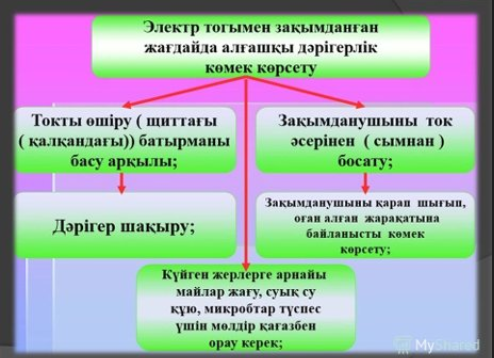 Электр тогымен зақымданған
жағдайда алғашқы дәрігерлік
көмек көрсету
Токты өшіру ( щиттағы
( қалқандағы)) батырманы
басу арқылы;
Зақымданушыны ток
әсерінен ( сымнан )
босату;
Дәрігер шақыру;
Зақымданушыны қарап шығып,
оған алған жарақатына
байланысты көмек
көрсету;
Күйген жерлерге арнайы
майлар жағу, суық су
құю, микробтар түспес
үшін мөлдір қағазбен
орау керек;
MyShared